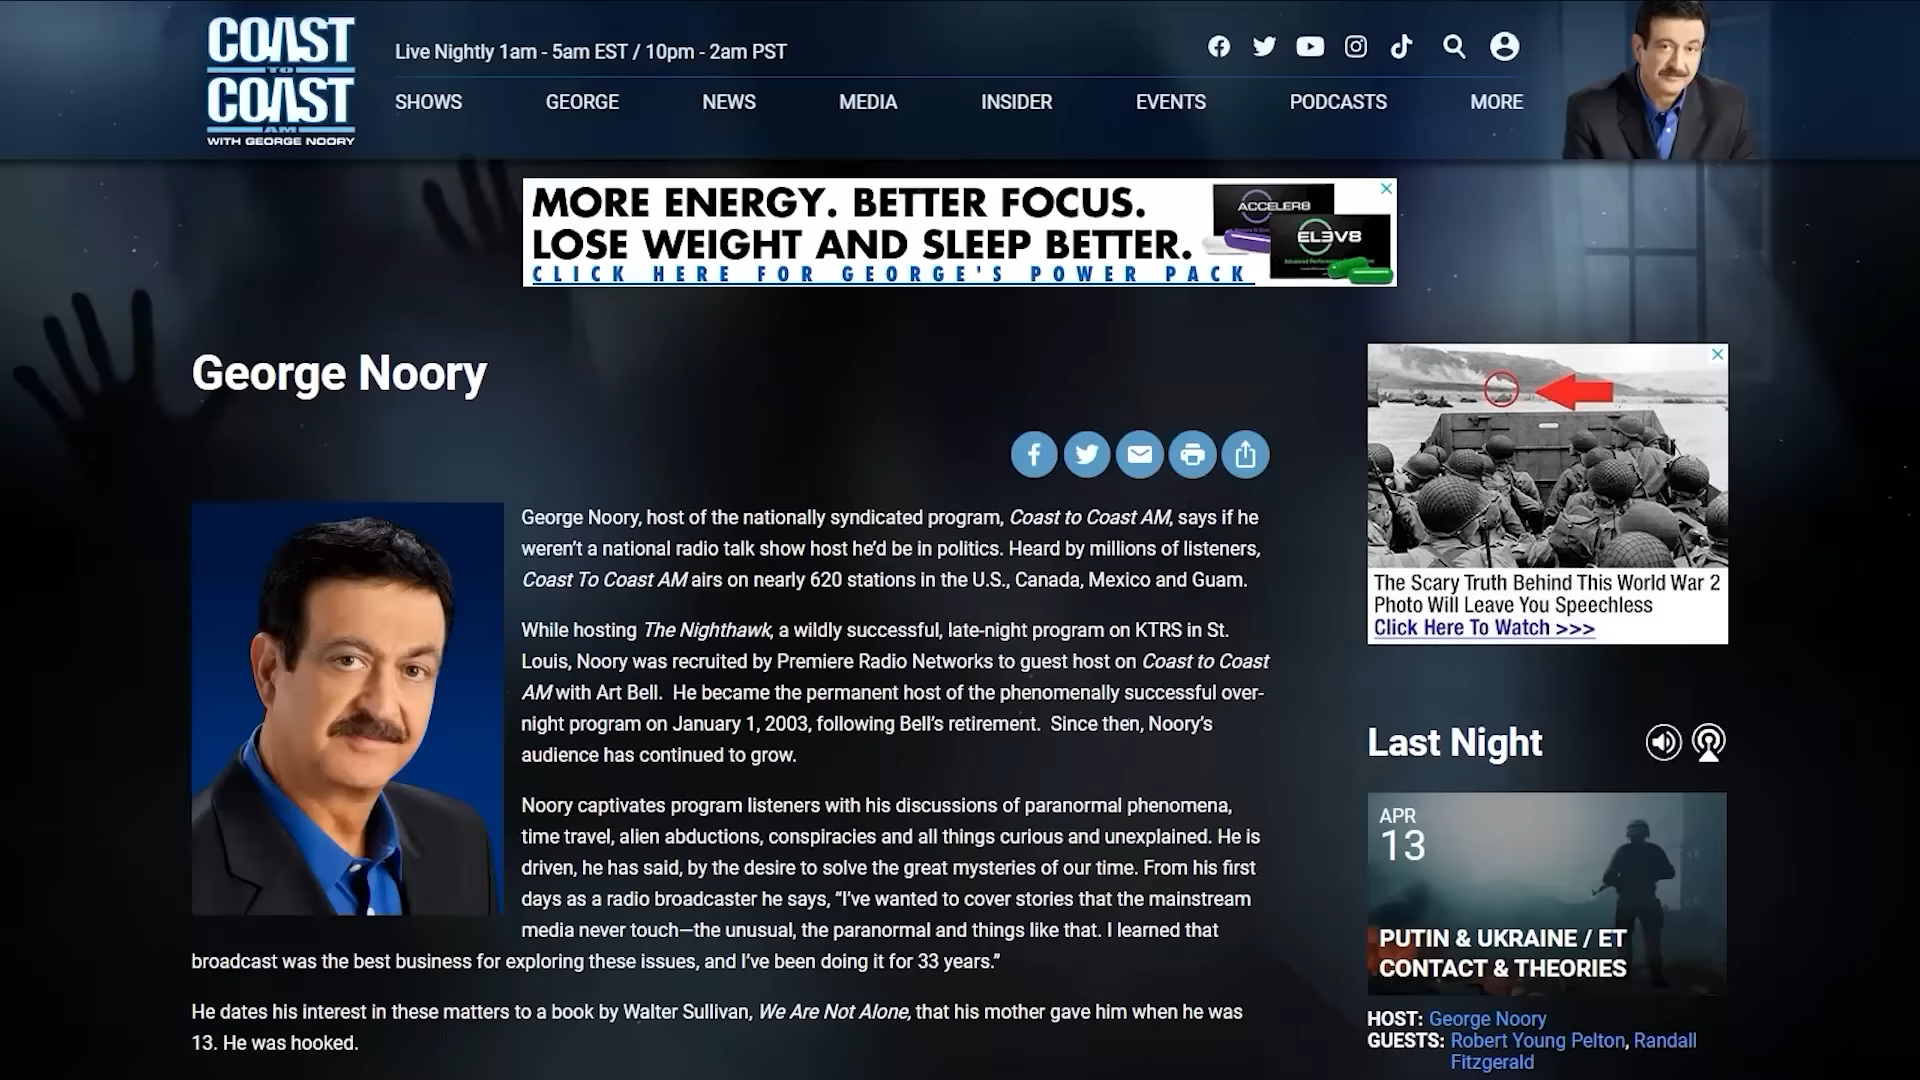 COAST
TO
COAST
AM
WITH GEORGE NOORY
Live Nightly 1am - 5am EST / 10pm - 2am PST
SHOWS GEORGE NEWS MEDIA INSIDER EVENTS PODCASTS MORE
MORE ENERGY. BETTER FOCUS.
LOSE WEIGHT AND SLEEP BETTER.
CLICK HERE FOR GEORGE'S POWER PACK
ACCELER8
ELEV8
George Noory
George Noory, host of the nationally syndicated program, Coast to Coast AM, says if he
weren’t a national radio talk show host he’d be in politics. Heard by millions of listeners,
Coast To Coast AM airs on nearly 620 stations in the U.S., Canada, Mexico and Guam.
While hosting The Nighthawk, a wildly successful, late-night program on KTRS in St.
Louis, Noory was recruited by Premiere Radio Networks to guest host on Coast to Coast
AM with Art Bell. He became the permanent host of the phenomenally successful over-
night program on January 1, 2003, following Bell’s retirement. Since then, Noory’s
audience has continued to grow.
Noory captivates program listeners with his discussions of paranormal phenomena,
time travel, alien abductions, conspiracies and all things curious and unexplained. He is
driven, he has said, by the desire to solve the great mysteries of our time. From his first
days as a radio broadcaster he says, “I’ve wanted to cover stories that the mainstream
media never touch—the unusual, the paranormal and things like that. I learned that
broadcast was the best business for exploring these issues, and I’ve been doing it for 33 years.”
He dates his interest in these matters to a book by Walter Sullivan, We Are Not Alone, that his mother gave him when he was
13. He was hooked.
The Scary Truth Behind This World War 2
Photo Will Leave You Speechless
Click Here To Watch >>>
Last Night
APR
13
PUTIN & UKRAINE / ET
CONTACT & THEORIES
HOST: George Noory
GUESTS: Robert Young Pelton, Randall
Fitzgerald